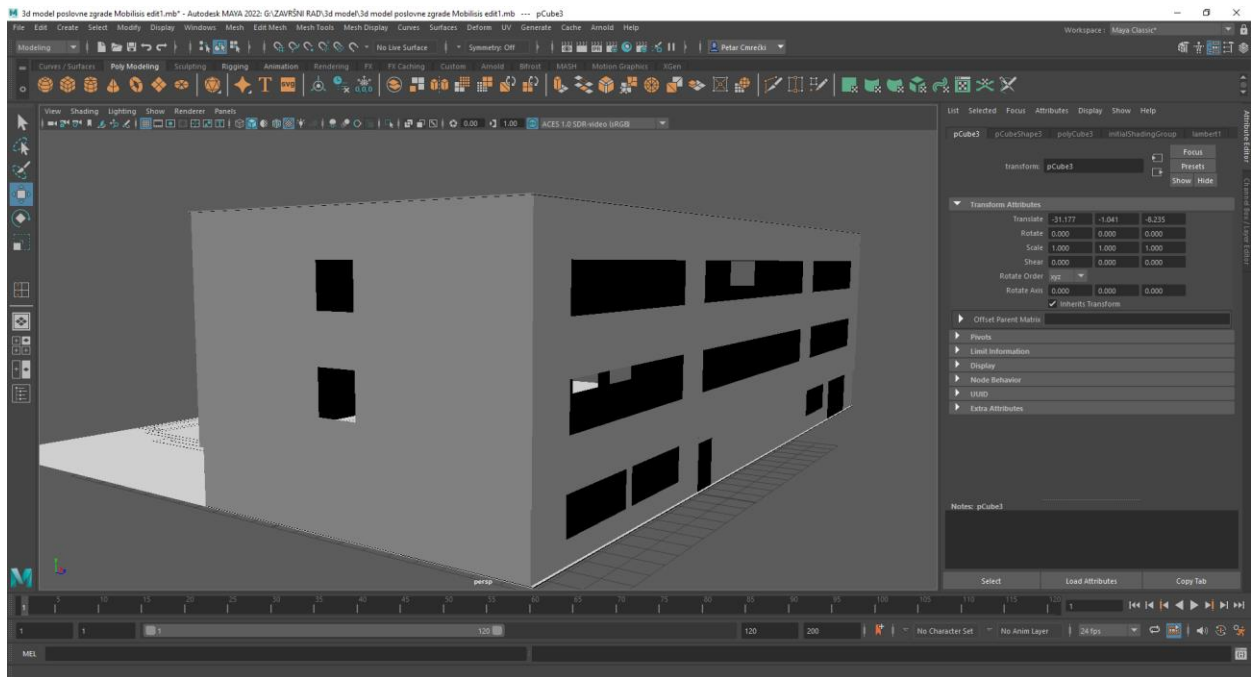 3d model poslovne zgrade Mobilisis edit1.mb* - Autodesk MAYA 2022: G:\ZAVRŠNI RAD\3d model\3d model poslovne zgrade Mobilisis edit1.mb --- pCube3
File Edit Create Select Modify Display Windows Mesh Edit Mesh Mesh Tools Mesh Display Curves Surfaces Deform UV Generate Cache Arnold Help
Workspace: Maya Classic*
Modeling No Live Surface Symmetry: Off Petar Cmrečki
Curves / Surfaces Poly Modeling Sculpting Rigging Animation Rendering FX FX Caching Custom Arnold Bifrost MASH Motion Graphics XGen
View Shading Lighting Show Renderer Panels
0.00 1.00 ACES 1.0 SDR-video (sRGB)
persp
List Selected Focus Attributes Display Show Help
pCube3 pCubeShape3 polyCube3 initialShadingGroup lambert1
Focus
transform: pCube3 Presets
Show Hide
Transform Attributes
Translate -31.177 -1.041 -6.235
Rotate 0.000 0.000 0.000
Scale 1.000 1.000 1.000
Shear 0.000 0.000 0.000
Rotate Order xyz
Rotate Axis 0.000 0.000 0.000
Inherits Transform
Offset Parent Matrix
Pivots
Limit Information
Display
Node Behavior
UUID
Extra Attributes
Notes: pCube3
Select Load Attributes Copy Tab
Attribute Editor
Channel Box / Layer Editor
1 5 10 15 20 25 30 35 40 45 50 55 60 65 70 75 80 85 90 95 100 105 110 115 120 1
1 1 1 120 120 200 No Character Set No Anim Layer 24 fps
MEL